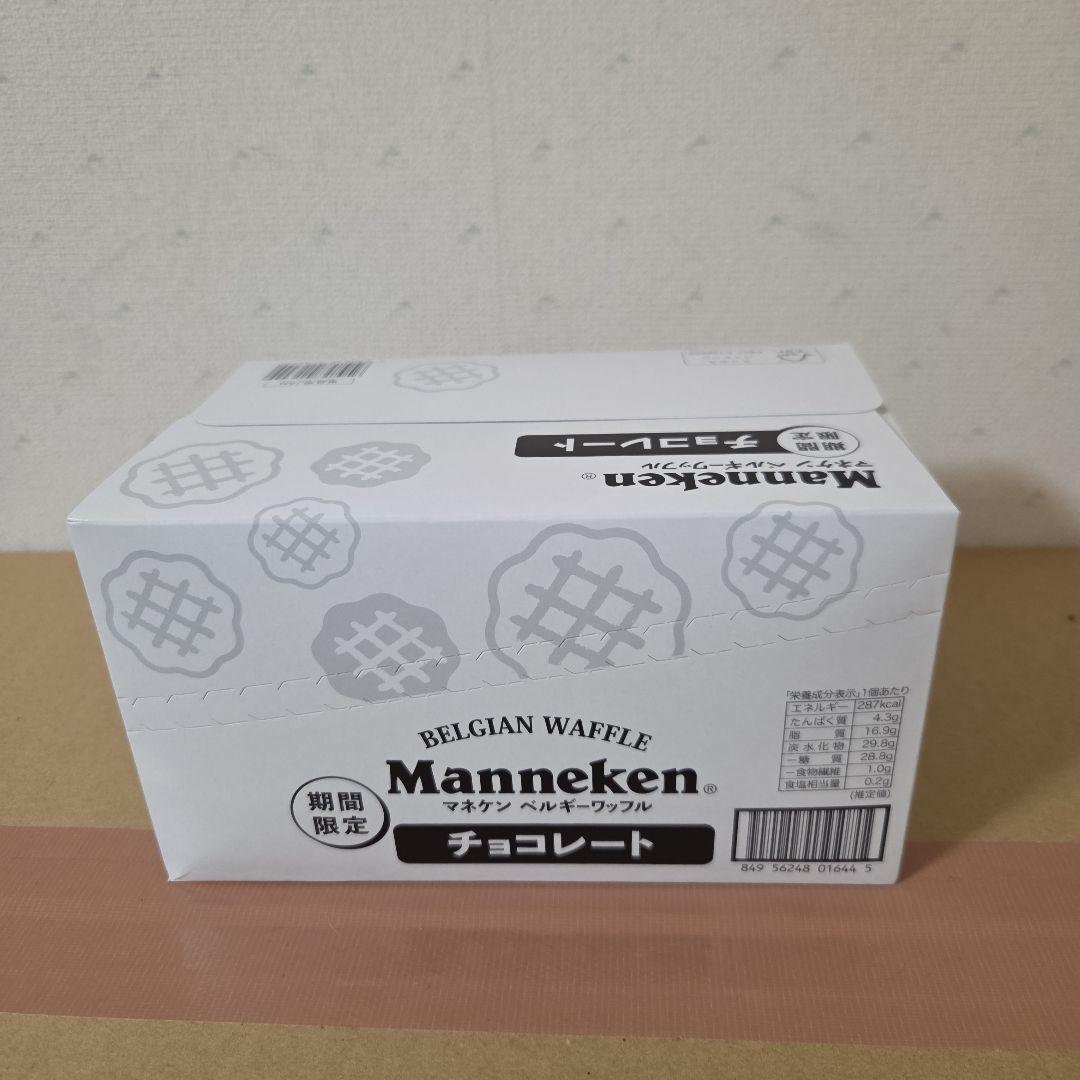 期間
限定
チョコレート
Manneken®
マネケン ベルギーワッフル
BELGIAN WAFFLE
Manneken®
マネケン ベルギーワッフル
期間
限定
チョコレート
「栄養成分表示」1個あたり
エネルギー 287kcal
たんぱく質 4.3g
脂質 16.9g
炭水化物 29.8g
-糖質 28.8g
-食物繊維 1.0g
食塩相当量 0.2g
(推定値)
849 56248 01644 5